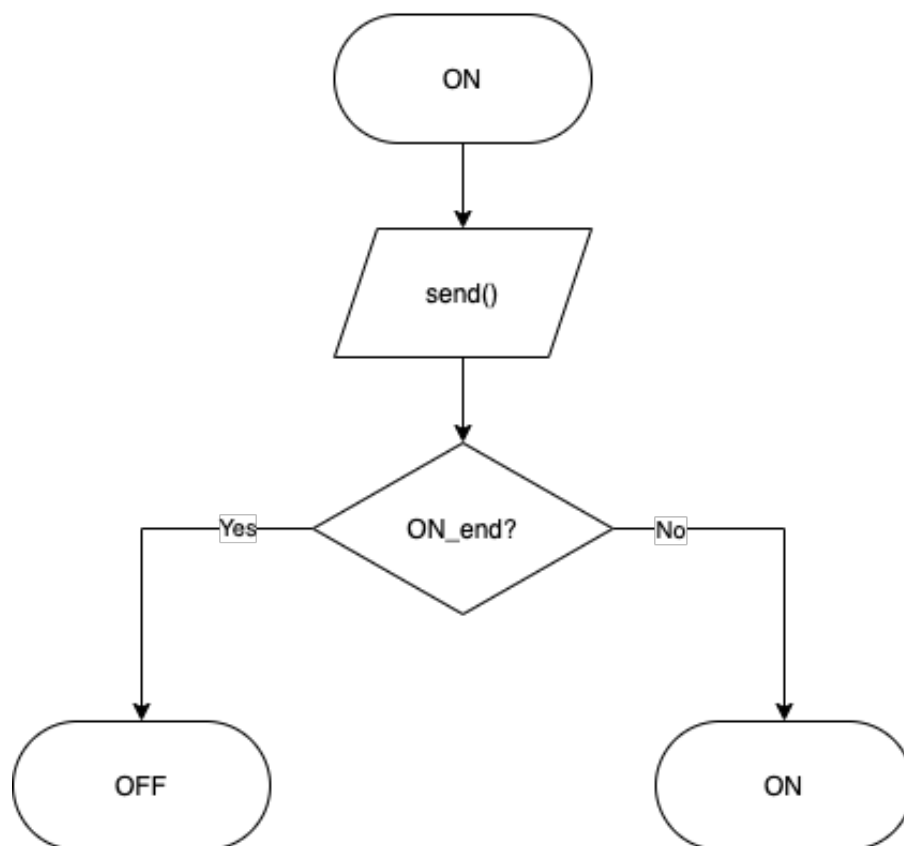 ON
send()
ON_end?
Yes
No
OFF
ON